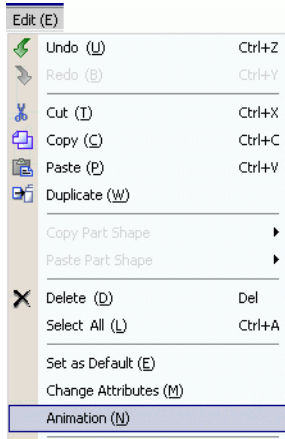 Edit (E)
Undo (U) Ctrl+Z
Redo (B) Ctrl+Y
Cut (T) Ctrl+X
Copy (C) Ctrl+C
Paste (P) Ctrl+V
Duplicate (W)
Copy Part Shape
Paste Part Shape
Delete (D) Del
Select All (L) Ctrl+A
Set as Default (E)
Change Attributes (M)
Animation (N)